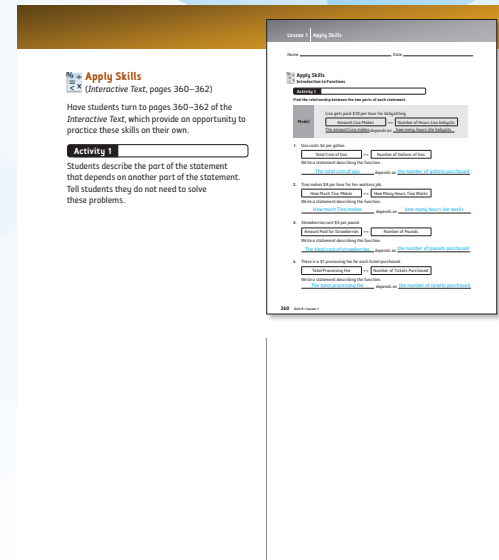 Apply Skills
(Interactive Text, pages 360–362)
Have students turn to pages 360–362 of the
Interactive Text, which provide an opportunity to
practice these skills on their own.
Activity 1
Students describe the part of the statement
that depends on another part of the statement.
Tell students they do not need to solve
these problems.
Lesson 1 Apply Skills
Name Date
Apply Skills
Introduction to Functions
Activity 1
Find the relationship between the two parts of each statement.
Model
Lisa gets paid $10 per hour for babysitting.
Amount Lisa Makes ↔ Number of Hours Lisa babysits
The amount Lisa makes depends on how many hours she babysits.
1. Gas costs $4 per gallon.
Total Cost of Gas ↔ Number of Gallons of Gas
Write a statement describing the function.
The total cost of gas depends on the number of gallons purchased
2. Tina makes $9 per hour for her waitress job.
How Much Tina Makes ↔ How Many Hours Tina Works
Write a statement describing the function.
How much Tina makes depends on how many hours she works
3. Strawberries cost $5 per pound.
Amount Paid for Strawberries ↔ Number of Pounds
Write a statement describing the function.
The total cost of strawberries depends on the number of pounds purchased
4. There is a $7 processing fee for each ticket purchased.
Total Processing Fee ↔ Number of Tickets Purchased
Write a statement describing the function.
The total processing fee depends on the number of tickets purchased
360 Unit 9 • Lesson 1